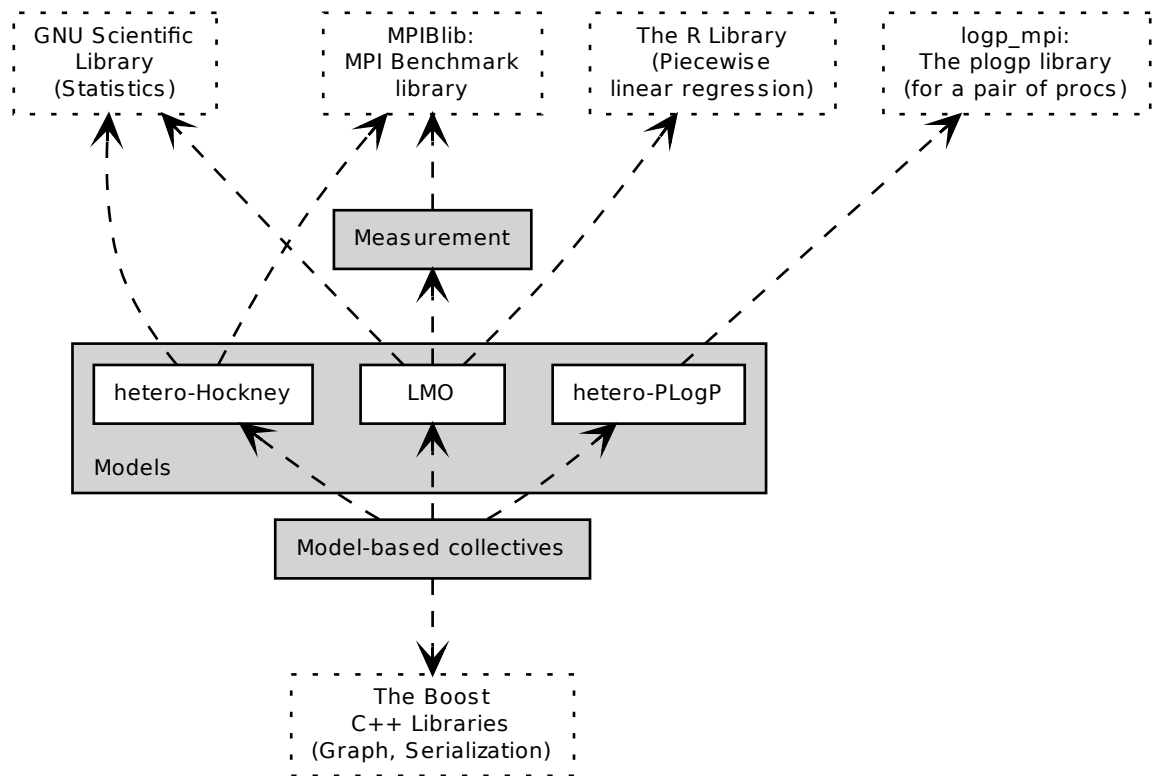 GNU Scientific
Library
(Statistics)
MPIBlib:
MPI Benchmark
library
The R Library
(Piecewise
linear regression)
logp_mpi:
The plogp library
(for a pair of procs)
Measurement
hetero-Hockney
LMO
hetero-PLogP
Models
Model-based collectives
The Boost
C++ Libraries
(Graph, Serialization)